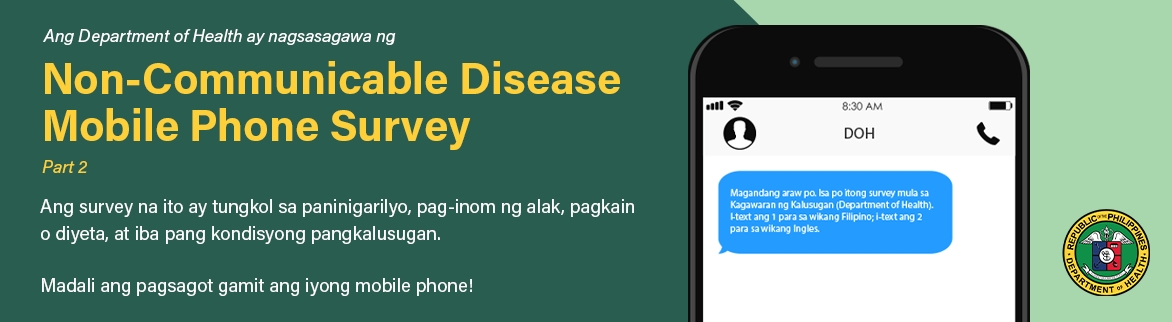 Ang Department of Health ay nagsasagawa ng
Non-Communicable Disease
Mobile Phone Survey
Part 2
Ang survey na ito ay tungkol sa paninigarilyo, pag-inom ng alak, pagkain
o diyeta, at iba pang kondisyong pangkalusugan.
Madali ang pagsagot gamit ang iyong mobile phone!
8:30 AM
DOH
Magandang araw po. Isa po itong survey mula sa
Kagawaran ng Kalusugan (Department of Health).
I-text ang 1 para sa wikang Filipino; i-text ang 2
para sa wikang Ingles.
REPUBLIC OF THE PHILIPPINES
DEPARTMENT OF HEALTH